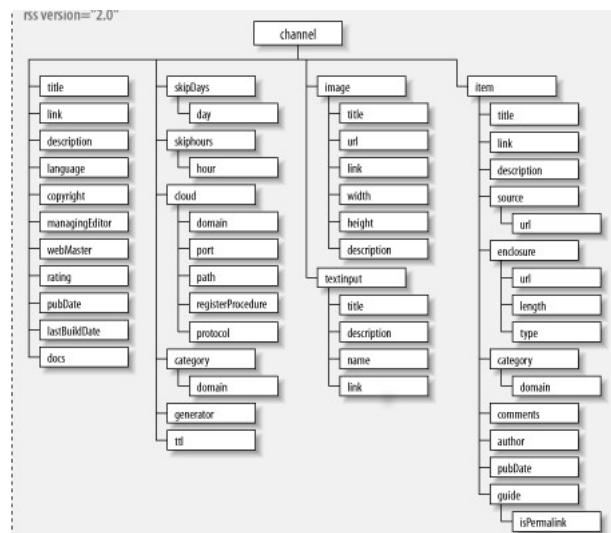 rss version="2.0"
channel
title
link
description
language
copyright
managingEditor
webMaster
rating
pubDate
lastBuildDate
docs
skipDays
day
skiphours
hour
cloud
domain
port
path
registerProcedure
protocol
category
domain
generator
ttl
image
title
url
link
width
height
description
textinput
title
description
name
link
item
title
link
description
source
url
enclosure
url
length
type
category
domain
comments
author
pubDate
guide
isPermalink